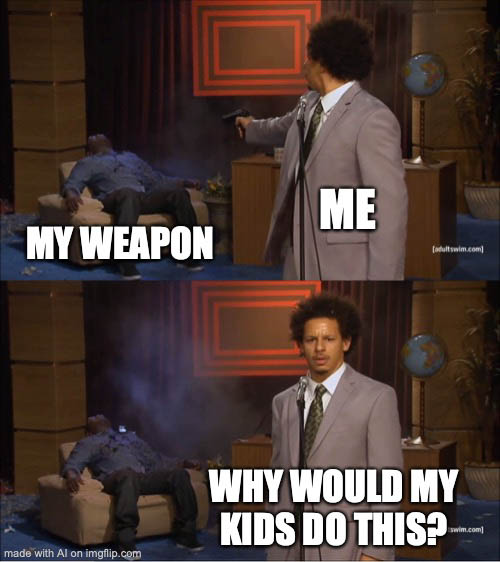 ME
MY WEAPON
[adultswim.com]
WHY WOULD MY
KIDS DO THIS?
swim.com]
made with AI on imgflip.com